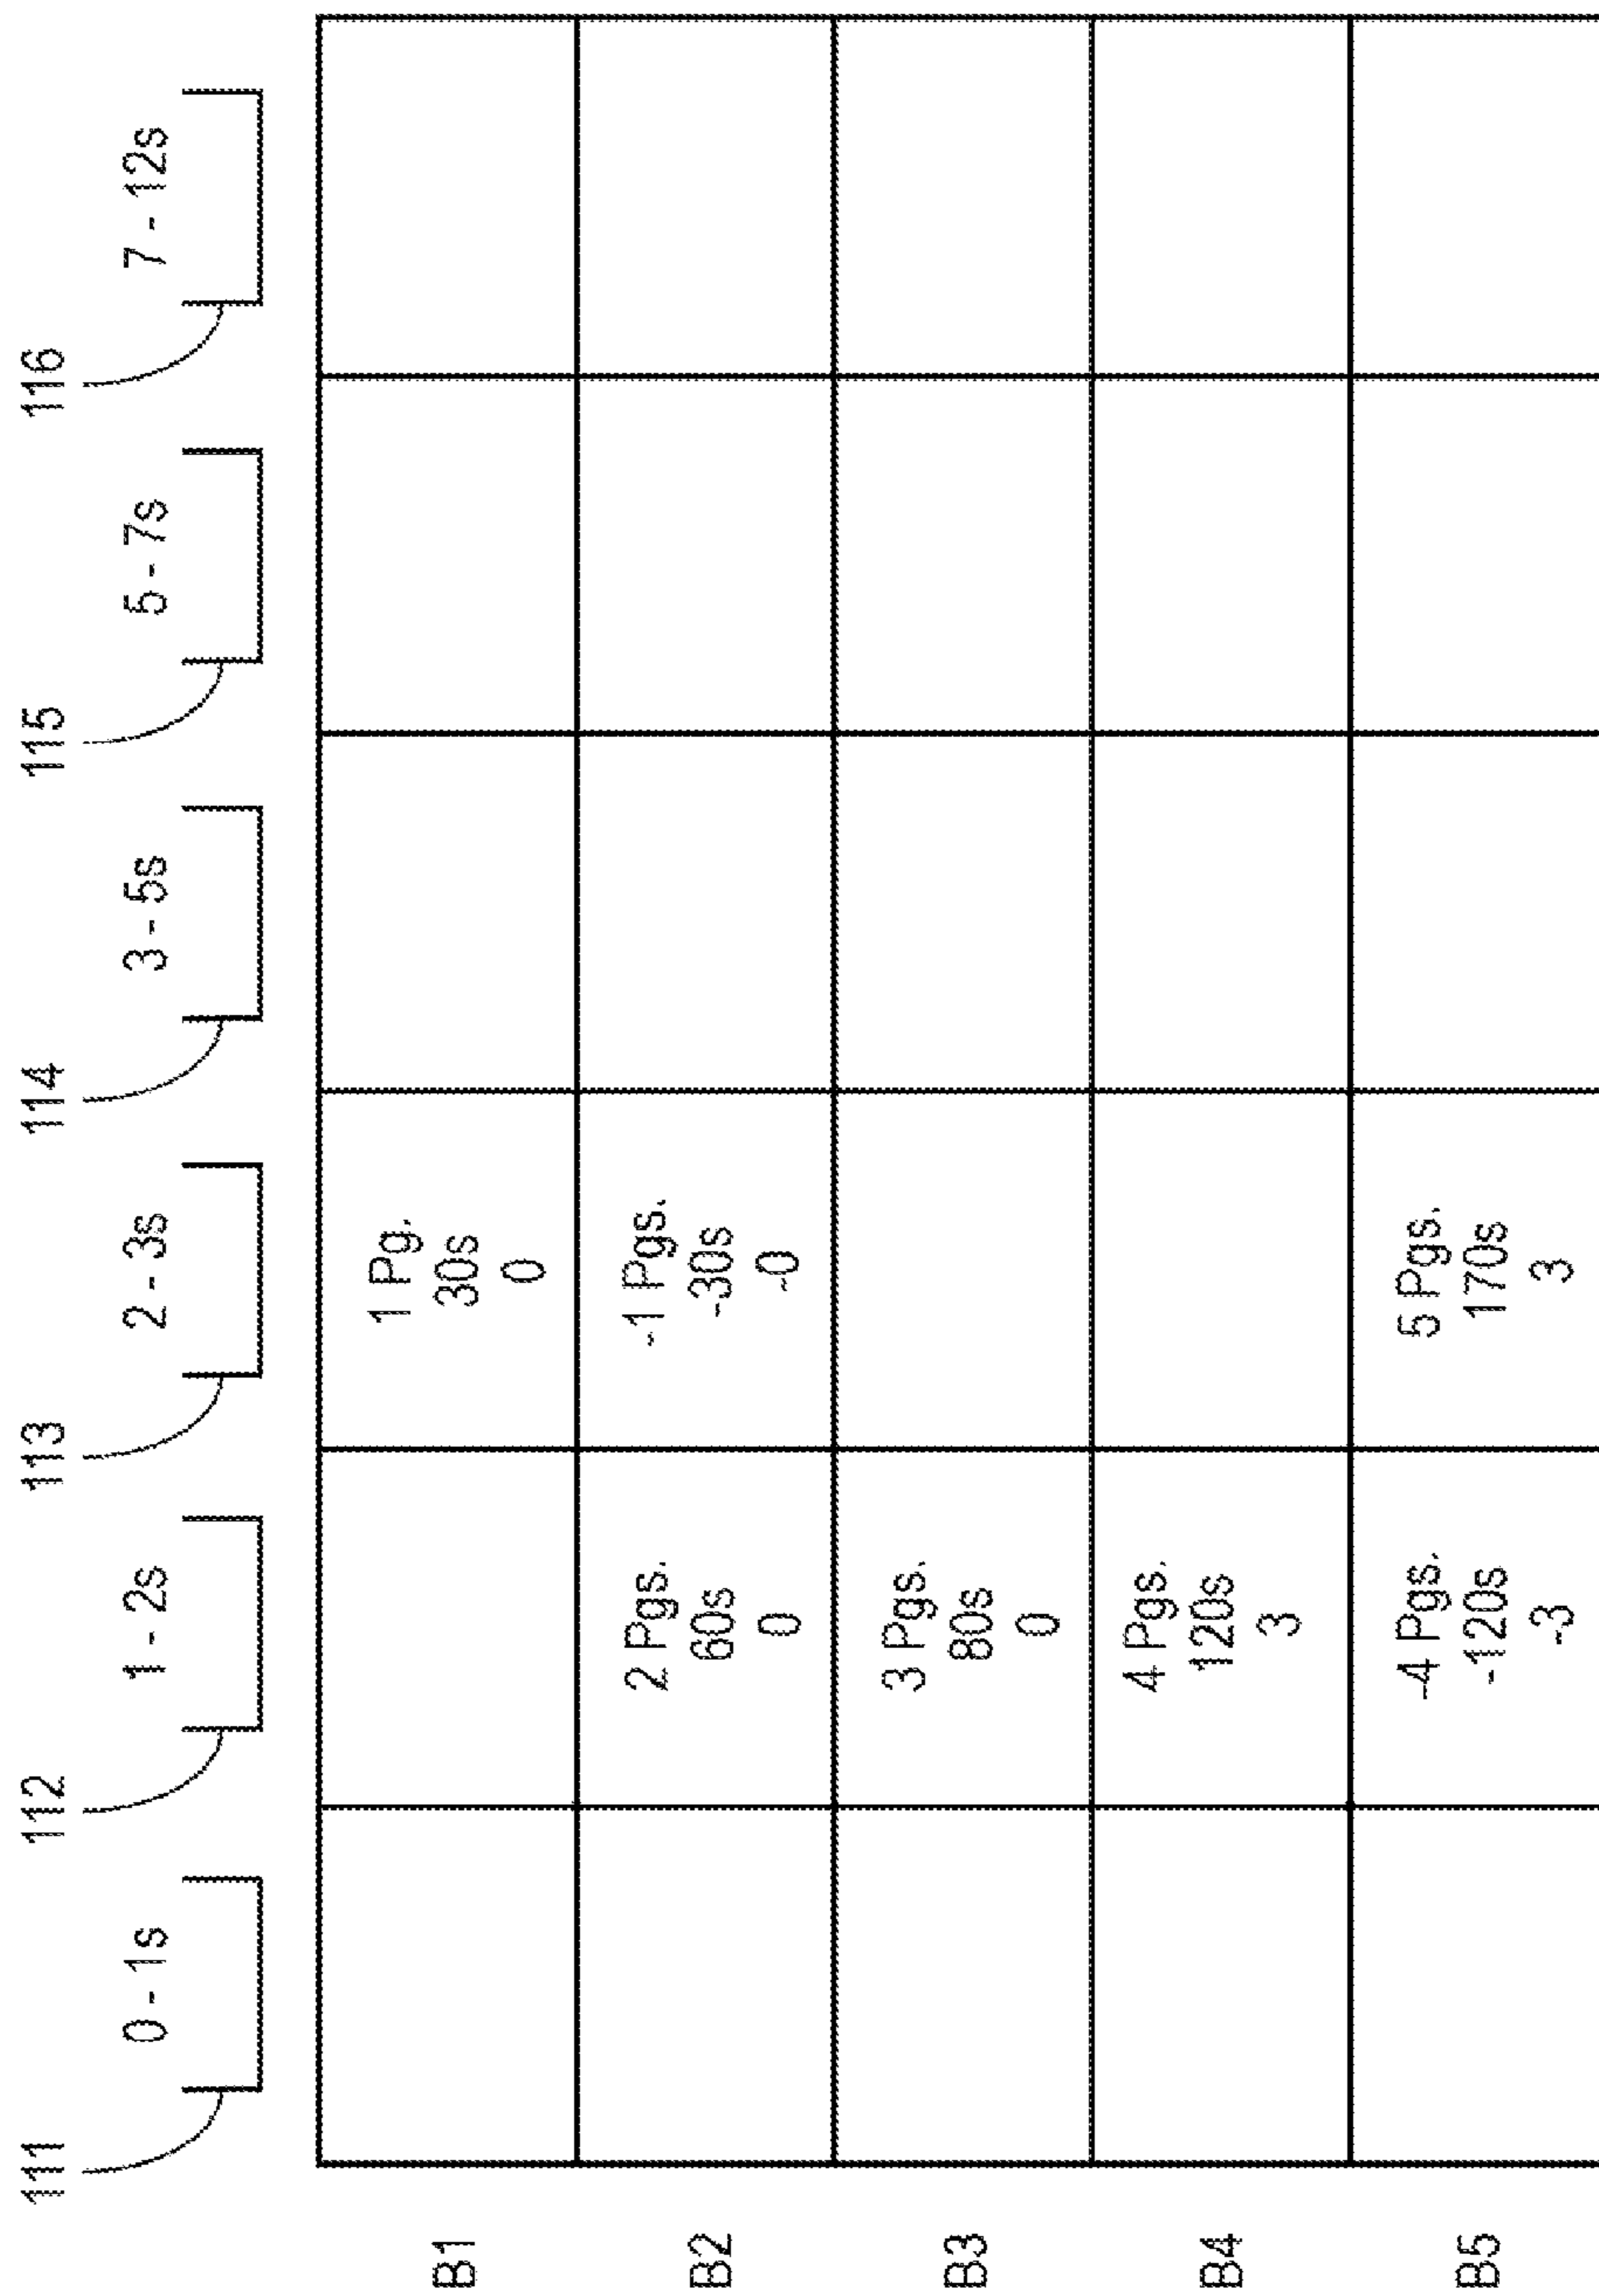 111
112
113
114
115
116
0 - 1s
1 - 2s
2 - 3s
3 - 5s
5 - 7s
7 - 12s
B1
1 Pg.
30s
0
B2
2 Pgs.
60s
0
-1 Pgs.
-30s
-0
B3
3 Pgs.
80s
0
B4
4 Pgs.
120s
3
B5
-4 Pgs.
-120s
-3
5 Pgs.
170s
3